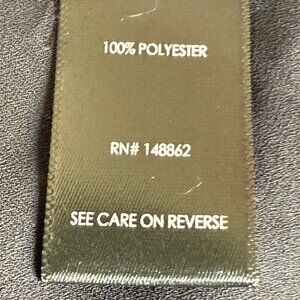 100% POLYESTER
RN# 148862
SEE CARE ON REVERSE